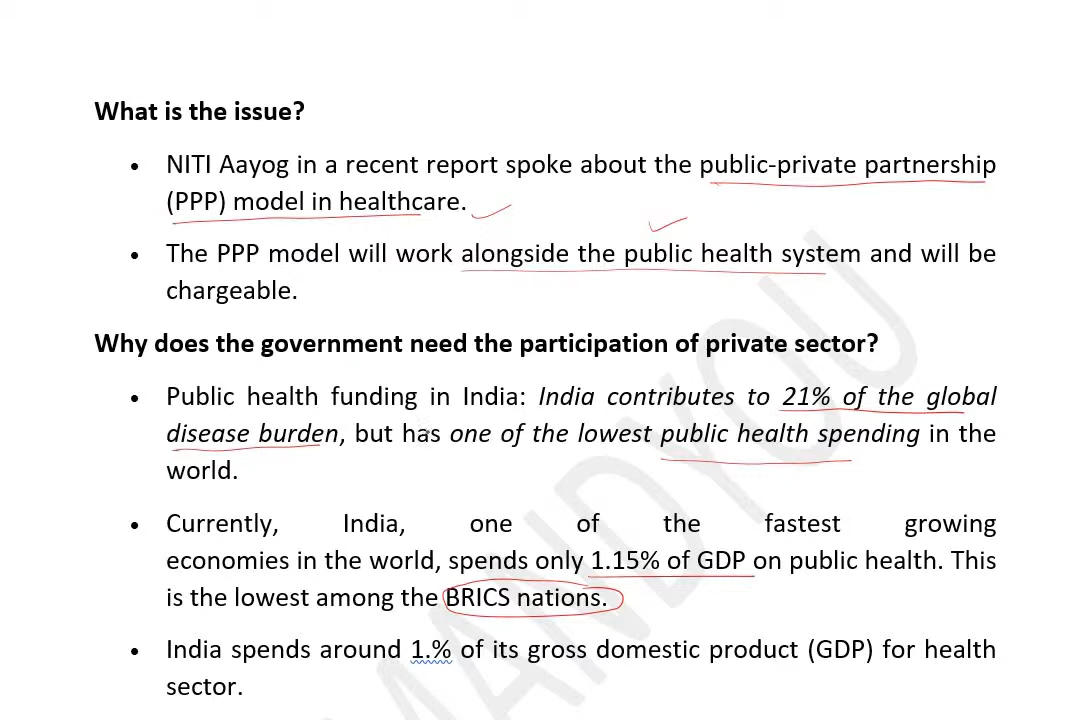 What is the issue?
• NITI Aayog in a recent report spoke about the public-private partnership
(PPP) model in healthcare.
• The PPP model will work alongside the public health system and will be
chargeable.
Why does the government need the participation of private sector?
• Public health funding in India: India contributes to 21% of the global
disease burden, but has one of the lowest public health spending in the
world.
• Currently, India, one of the fastest growing
economies in the world, spends only 1.15% of GDP on public health. This
is the lowest among the BRICS nations.
• India spends around 1.% of its gross domestic product (GDP) for health
sector.